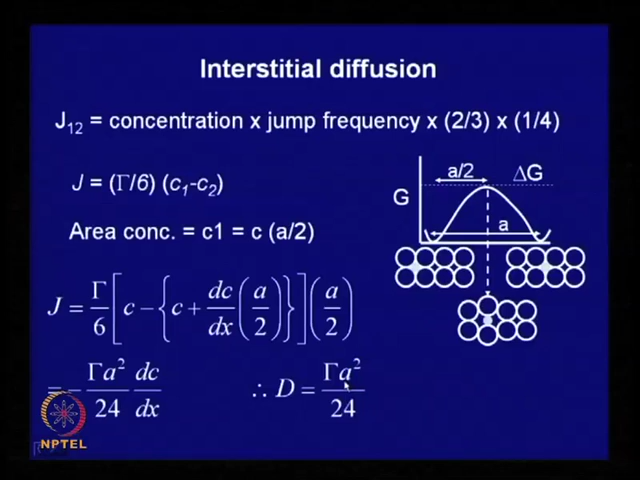 Interstitial diffusion
J₁₂ = concentration x jump frequency x (2/3) x (1/4)
J = (Γ/6) (c₁-c₂)
Area conc. = c1 = c (a/2)
J = Γ/6 [c − {c + dc/dx (a/2)}] (a/2)
= − Γa²/24 dc/dx
∴ D = Γa²/24
a/2
ΔG
G
a
NPTEL